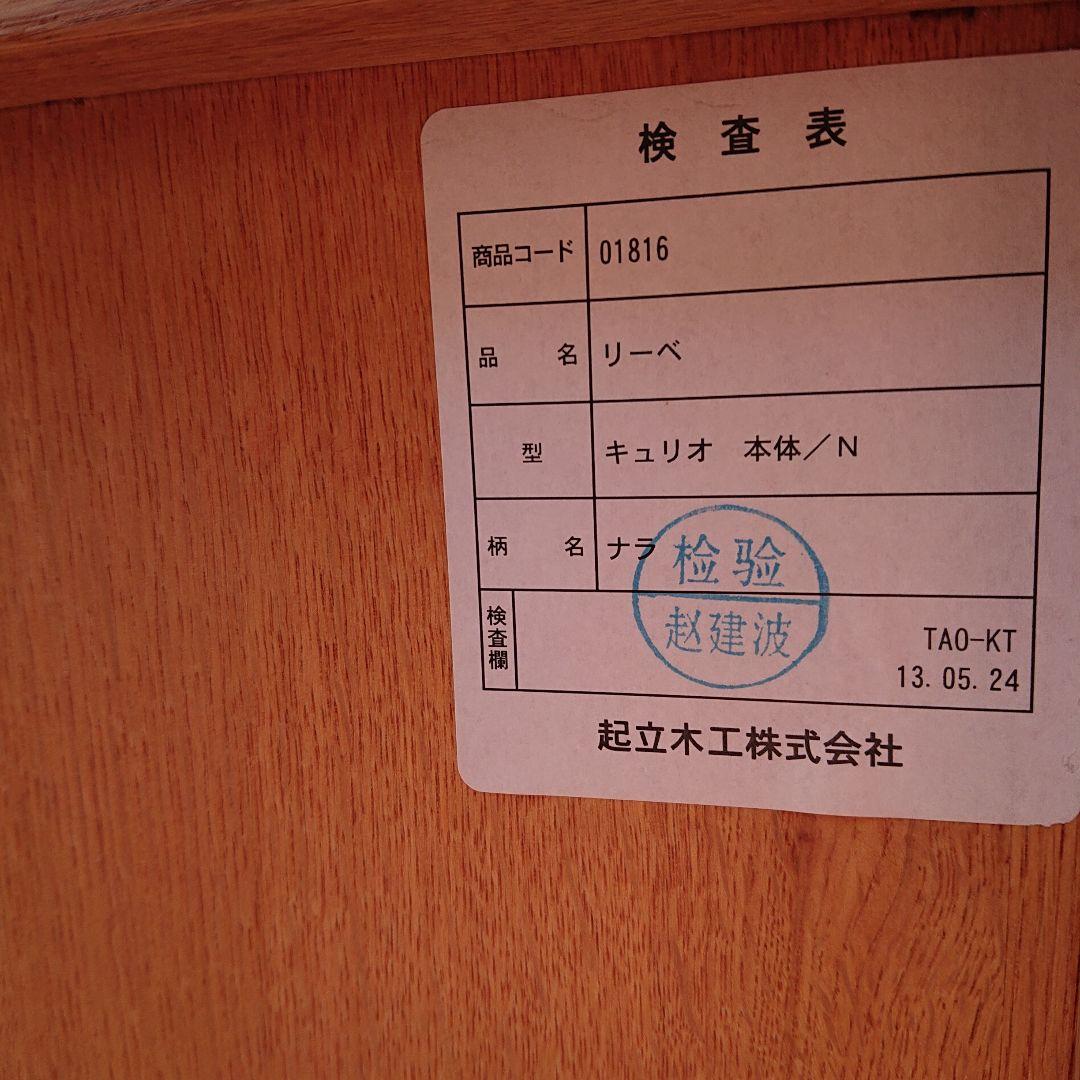 検査表
商品コード 01816
品名 リーベ
型 キュリオ 本体／N
柄名 ナラ
检验
赵建波
検査欄
TAO-KT
13.05.24
起立木工株式会社